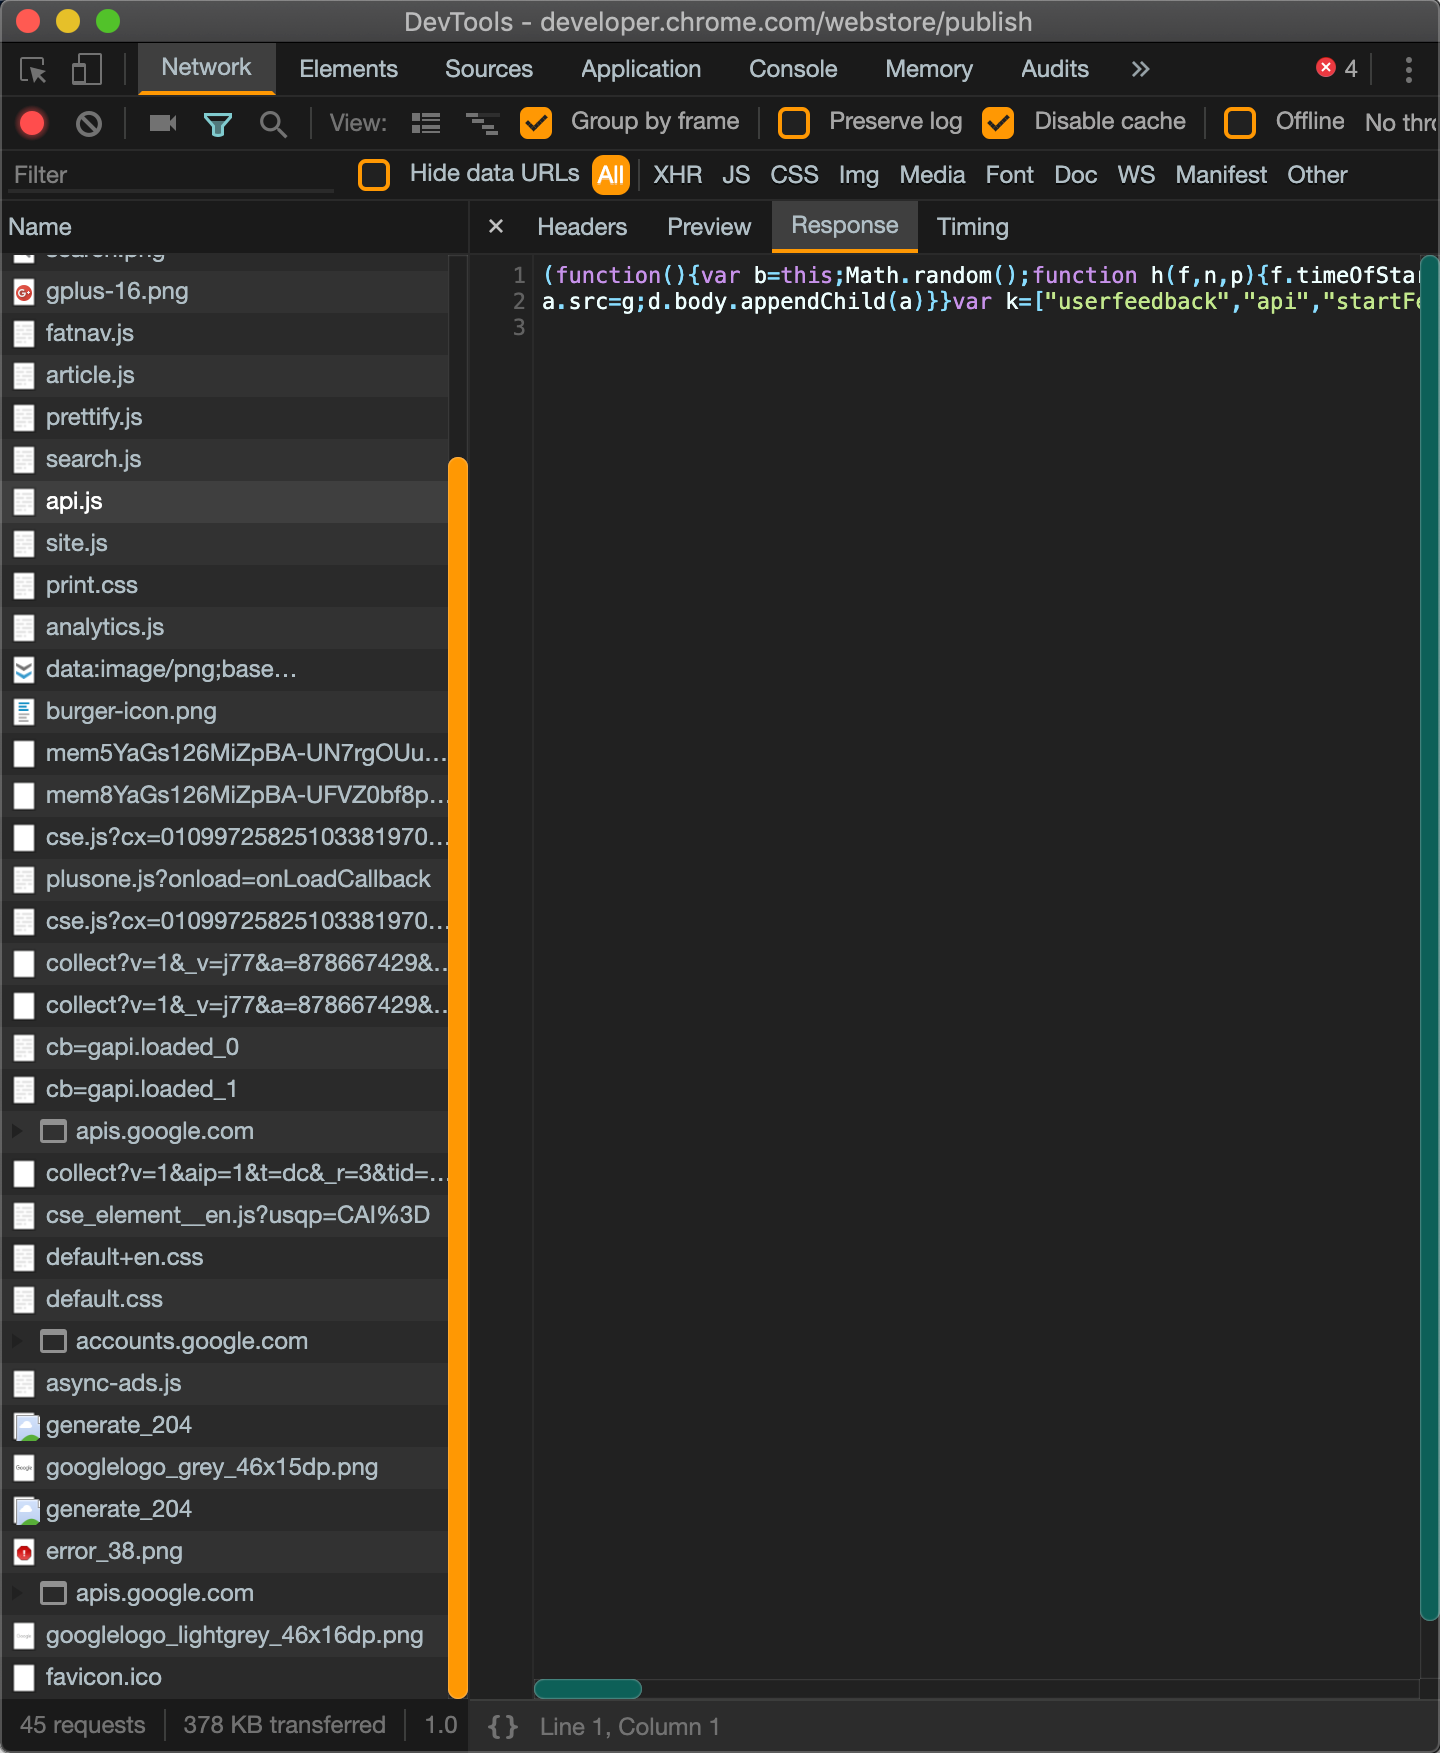 DevTools - developer.chrome.com/webstore/publish
Network Elements Sources Application Console Memory Audits » 4
View: Group by frame Preserve log Disable cache Offline No thro
Filter Hide data URLs All XHR JS CSS Img Media Font Doc WS Manifest Other
Name
× Headers Preview Response Timing
search.png
gplus-16.png
fatnav.js
article.js
prettify.js
search.js
api.js
site.js
print.css
analytics.js
data:image/png;base…
burger-icon.png
mem5YaGs126MiZpBA-UN7rgOUu…
mem8YaGs126MiZpBA-UFVZ0bf8p…
cse.js?cx=01099725825103381970…
plusone.js?onload=onLoadCallback
cse.js?cx=01099725825103381970…
collect?v=1&_v=j77&a=878667429&…
collect?v=1&_v=j77&a=878667429&…
cb=gapi.loaded_0
cb=gapi.loaded_1
apis.google.com
collect?v=1&aip=1&t=dc&_r=3&tid=…
cse_element__en.js?usqp=CAI%3D
default+en.css
default.css
accounts.google.com
async-ads.js
generate_204
googlelogo_grey_46x15dp.png
generate_204
error_38.png
apis.google.com
googlelogo_lightgrey_46x16dp.png
favicon.ico
1 (function(){var b=this;Math.random();function h(f,n,p){f.timeOfStar
2 a.src=g;d.body.appendChild(a)}}var k=["userfeedback","api","startFe
3
45 requests 378 KB transferred 1.0
{} Line 1, Column 1